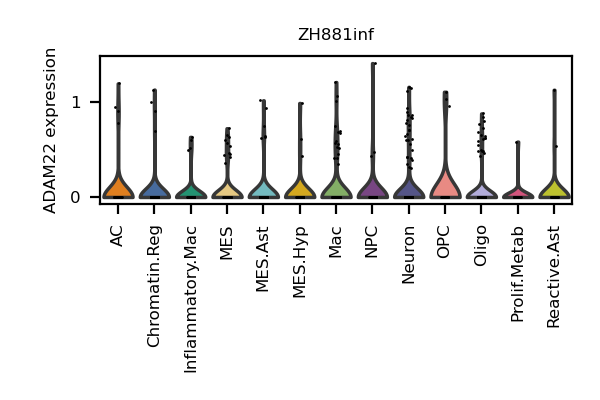 ZH881inf
ADAM22 expression
1
0
AC
Chromatin.Reg
Inflammatory.Mac
MES
MES.Ast
MES.Hyp
Mac
NPC
Neuron
OPC
Oligo
Prolif.Metab
Reactive.Ast